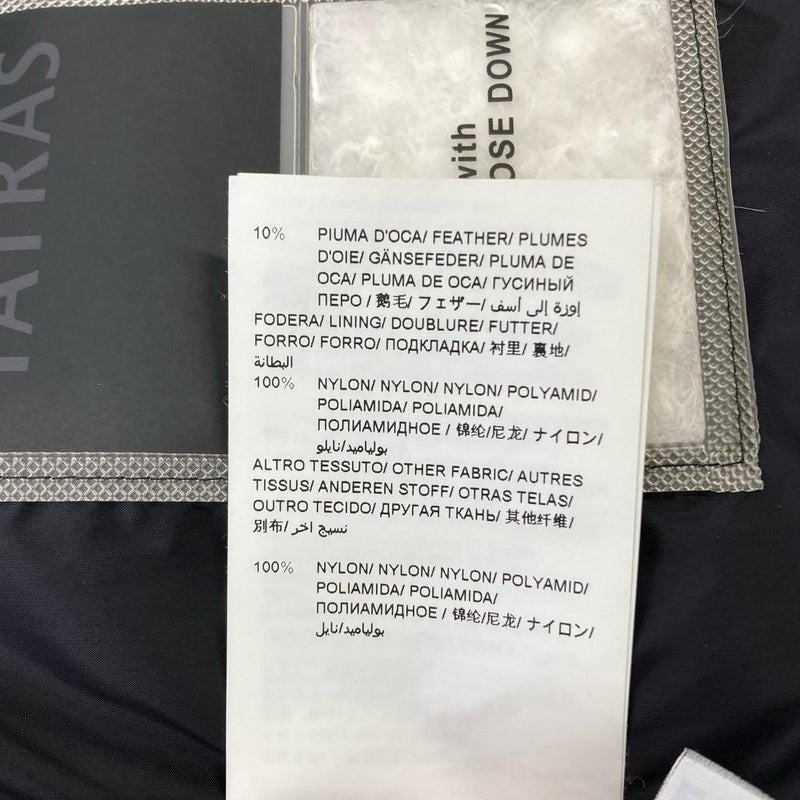 TATRAS
with
OSE DOWN
10% PIUMA D'OCA/ FEATHER/ PLUMES
D'OIE/ GÄNSEFEDER/ PLUMA DE
OCA/ PLUMA DE OCA/ ГУСИНЫЙ
ПЕРО / 鹅毛/ フェザー/ إوزة إلى أسف
FODERA/ LINING/ DOUBLURE/ FUTTER/
FORRO/ FORRO/ ПОДКЛАДКА/ 衬里/ 裏地/
البطانة
100% NYLON/ NYLON/ NYLON/ POLYAMID/
POLIAMIDA/ POLIAMIDA/
ПОЛИАМИДНОЕ / 锦纶/尼龙/ ナイロン/
بولياميد/نايلو
ALTRO TESSUTO/ OTHER FABRIC/ AUTRES
TISSUS/ ANDEREN STOFF/ OTRAS TELAS/
OUTRO TECIDO/ ДРУГАЯ ТКАНЬ/ 其他纤维/
別布/ نسيج اخر
100% NYLON/ NYLON/ NYLON/ POLYAMID/
POLIAMIDA/ POLIAMIDA/
ПОЛИАМИДНОЕ / 锦纶/尼龙/ ナイロン/
بولياميد/نايل